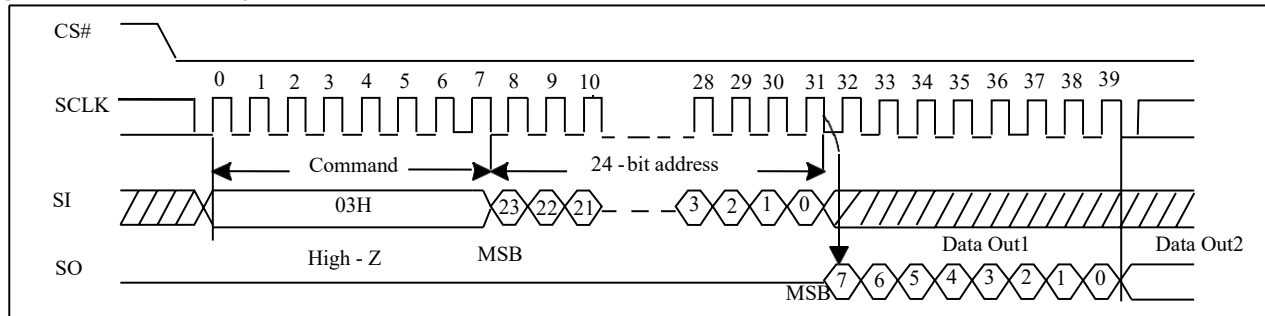 CS#
0 1 2 3 4 5 6 7 8 9 10 28 29 30 31 32 33 34 35 36 37 38 39
SCLK
Command 24 - bit address
SI 03H 23 22 21 3 2 1 0
High - Z MSB Data Out1 Data Out2
SO MSB 7 6 5 4 3 2 1 0